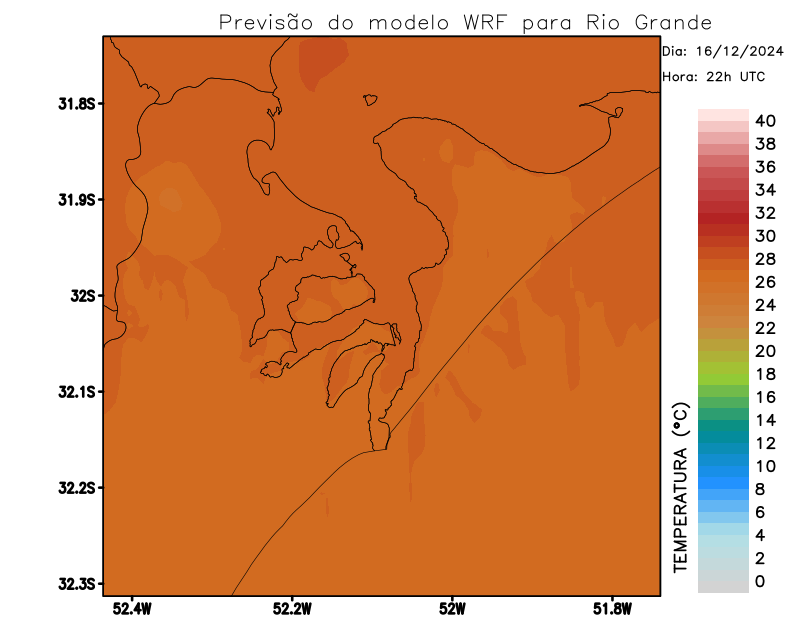 Previsão do modelo WRF para Rio Grande
Dia: 16/12/2024
Hora: 22h UTC
31.8S
31.9S
32S
32.1S
32.2S
32.3S
52.4W
52.2W
52W
51.8W
TEMPERATURA (°C)
40
38
36
34
32
30
28
26
24
22
20
18
16
14
12
10
8
6
4
2
0